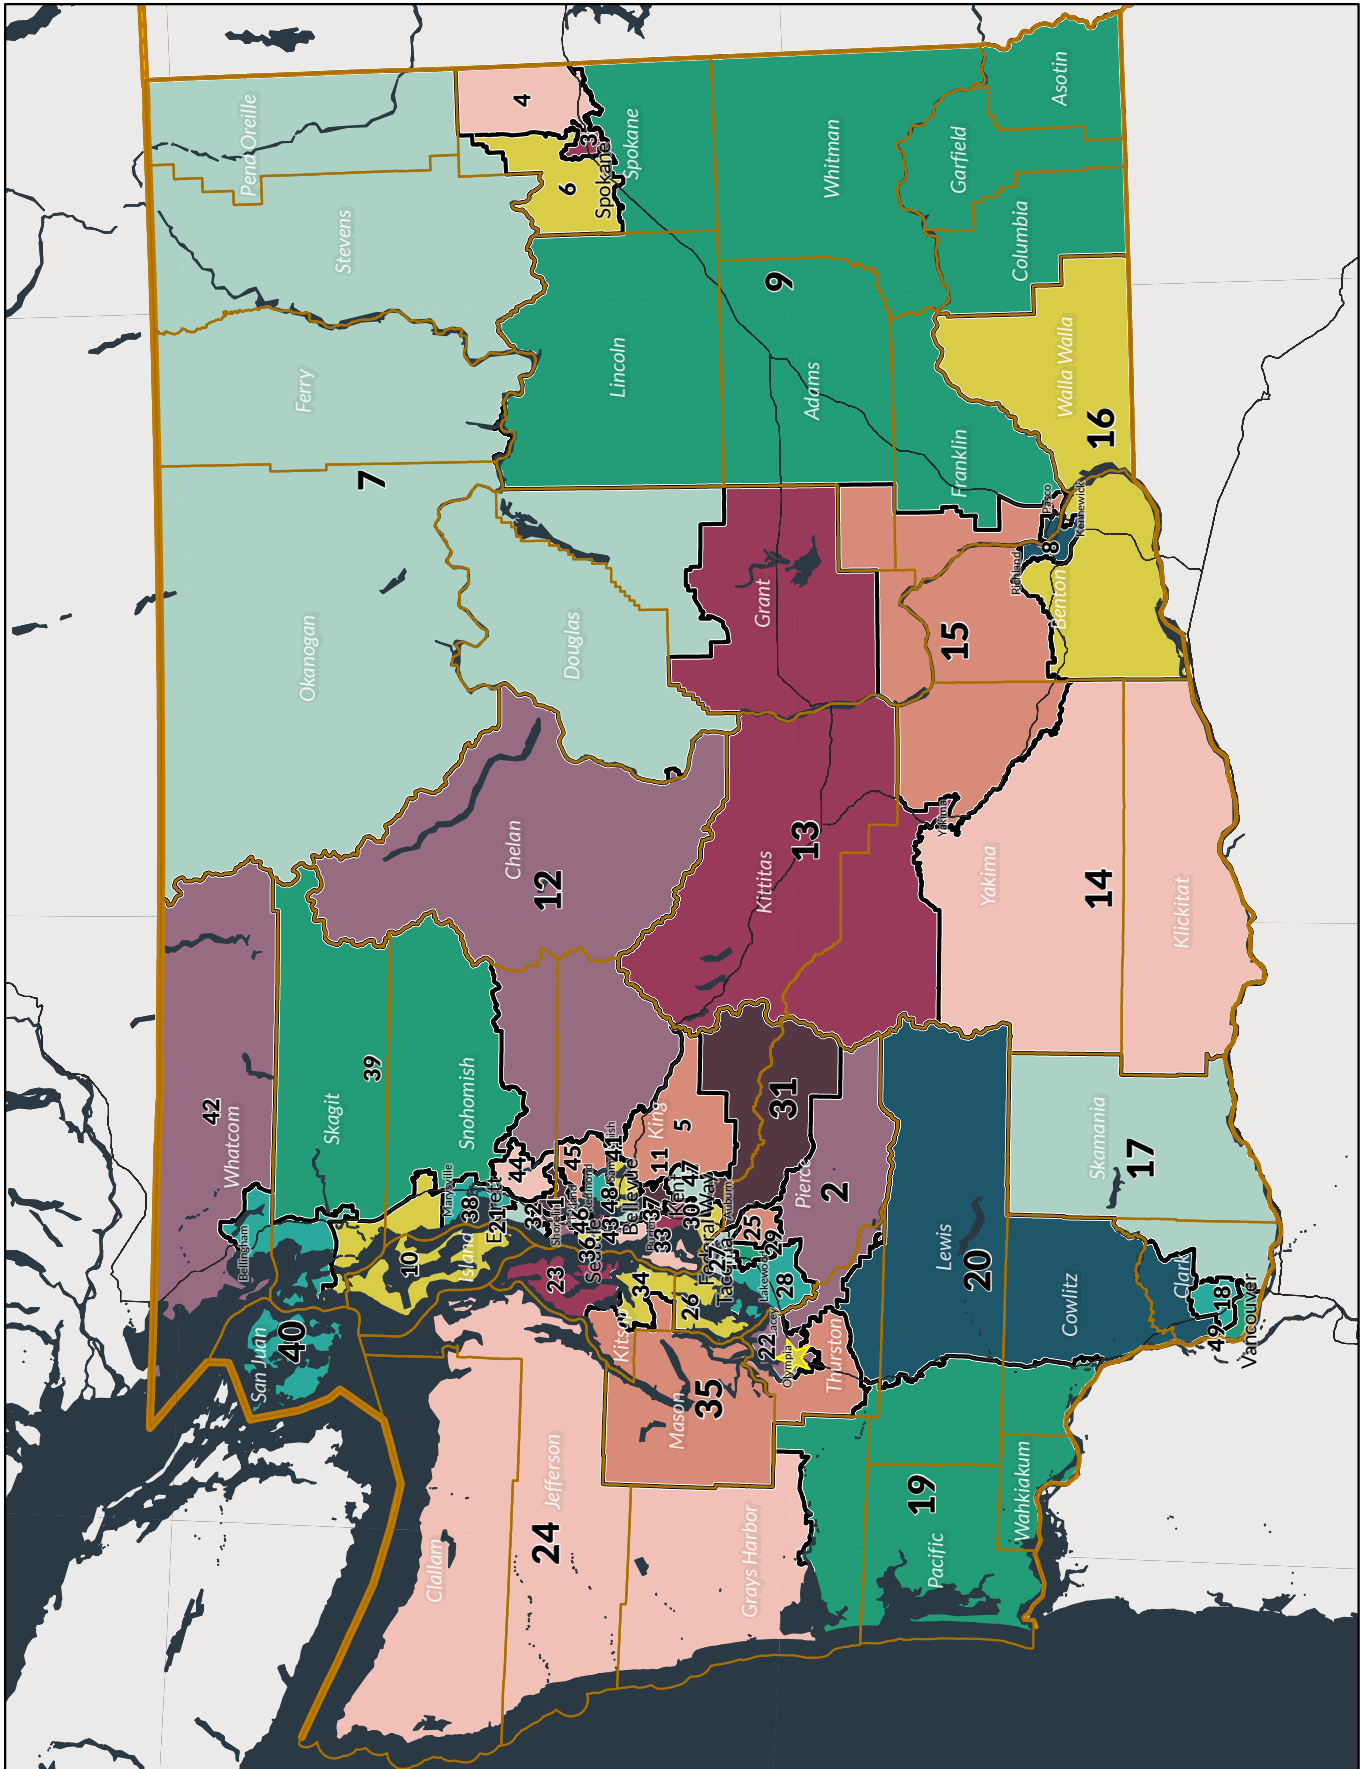 Whatcom
42
Bellingham
San Juan
40
Skagit
39
Snohomish
Island
10
Marysville
38
21
44
Okanogan
7
Ferry
Stevens
Pend Oreille
4
6
3
Spokane
Spokane
Chelan
12
Douglas
Lincoln
Clallam
24
Jefferson
Grays Harbor
23
32
1
45
46
36
43
48
41
Bellevue
King
5
11
37
33
30
47
Kent
34
26
27
25
29
28
Lakewood
Auburn
35
Mason
22
Olympia
Thurston
Pierce
2
31
Kittitas
13
Grant
Adams
9
Whitman
Yakima
Yakima
14
15
Franklin
Garfield
Columbia
Asotin
Walla Walla
16
Pasco
Kennewick
Richland
8
Benton
Klickitat
Pacific
19
Wahkiakum
Lewis
20
Cowlitz
Skamania
17
Clark
18
49
Vancouver